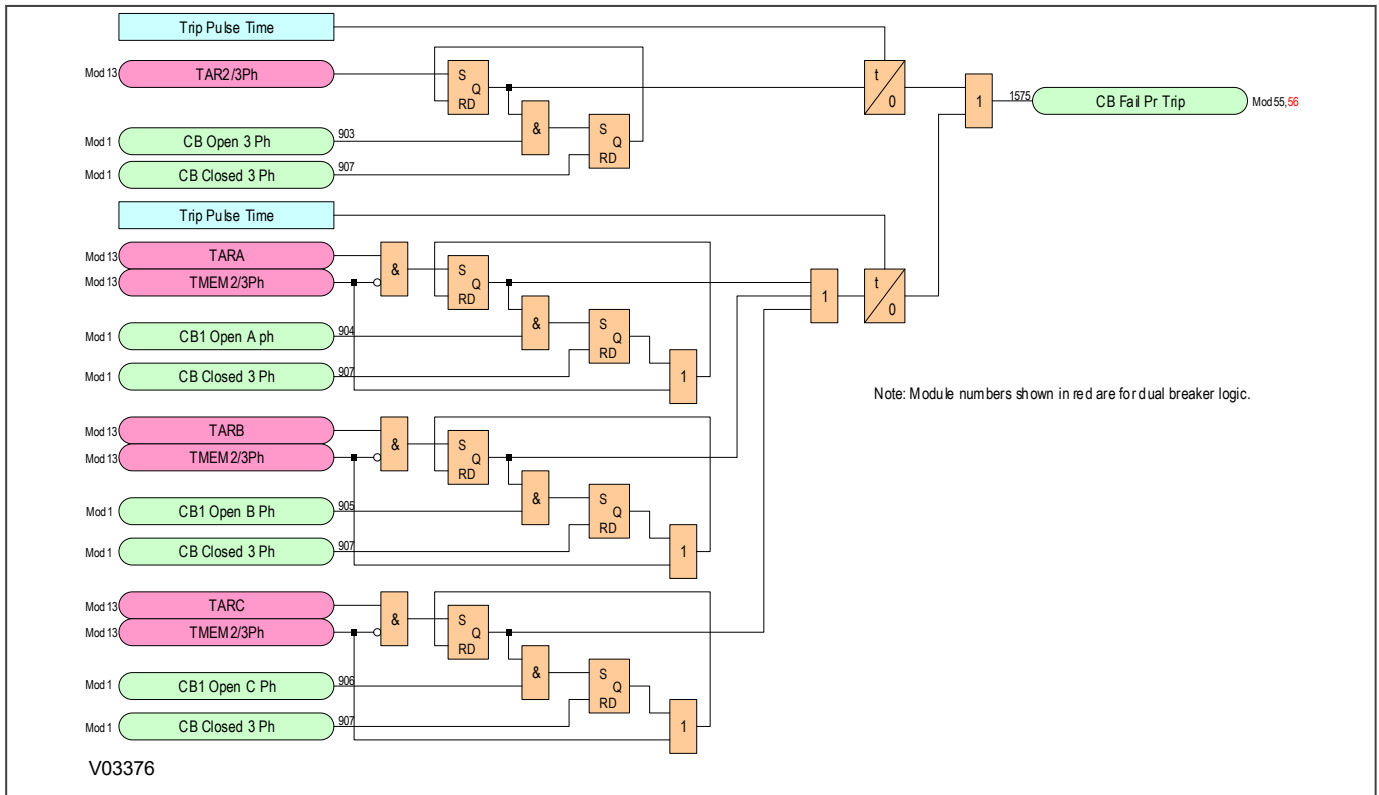 Trip Pulse Time
Mod 13 TAR2/3Ph
S
Q
RD
t
0
1
1575
CB Fail Pr Trip
Mod 55,56
&
S
Q
RD
Mod 1 CB Open 3 Ph 903
Mod 1 CB Closed 3 Ph 907
Trip Pulse Time
Mod 13 TARA
Mod 13 TMEM2/3Ph
&
S
Q
RD
1
t
0
&
S
Q
RD
Mod 1 CB1 Open A ph 904
1
Mod 1 CB Closed 3 Ph 907
Note: Module numbers shown in red are for dual breaker logic.
Mod 13 TARB
Mod 13 TMEM2/3Ph
&
S
Q
RD
&
S
Q
RD
Mod 1 CB1 Open B Ph 905
1
Mod 1 CB Closed 3 Ph 907
Mod 13 TARC
Mod 13 TMEM2/3Ph
&
S
Q
RD
&
S
Q
RD
Mod 1 CB1 Open C Ph 906
1
Mod 1 CB Closed 3 Ph 907
V03376